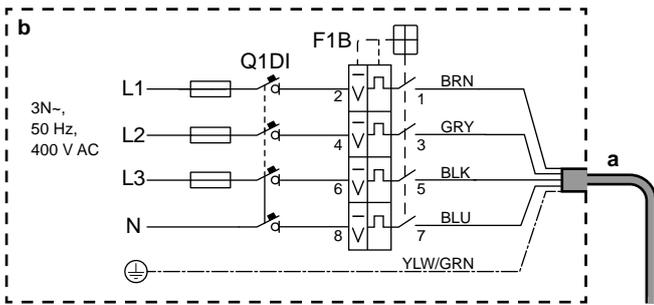 b
F1B
Q1DI
L1
2
1
BRN
3N~,
50 Hz,
400 V AC
L2
4
3
GRY
L3
6
5
BLK
a
N
8
7
BLU
YLW/GRN